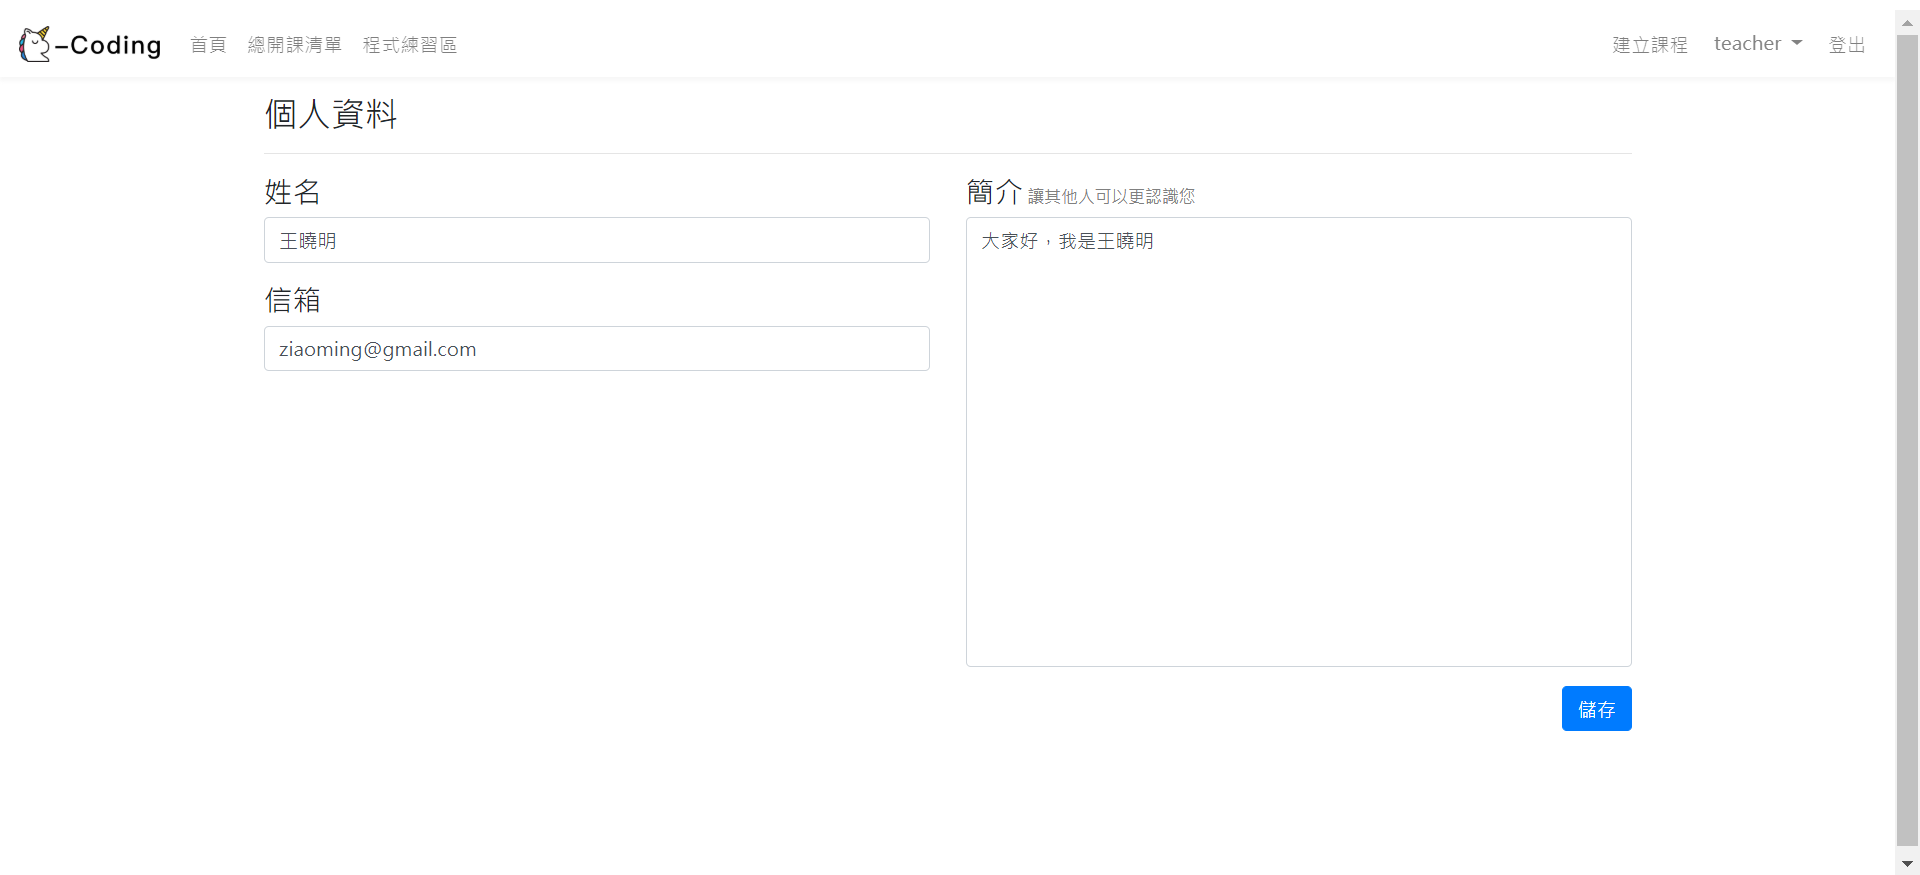 -Coding 首頁 總開課清單 程式練習區 建立課程 teacher 登出
個人資料
姓名
王曉明
信箱
ziaoming@gmail.com
簡介 讓其他人可以更認識您
大家好，我是王曉明
儲存